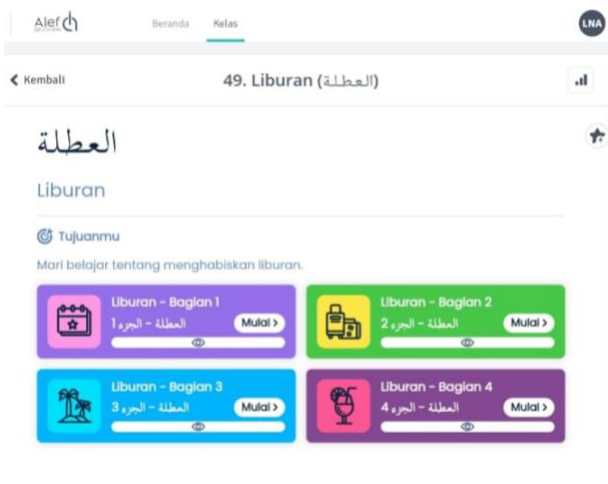 Alef
Beranda
Kelas
LNA
Kembali
49. Liburan (العطلة)
العطلة
Liburan
Tujuanmu
Mari belajar tentang menghabiskan liburan.
Liburan - Bagian 1
العطلة - الجزء 1
Mulai >
Liburan - Bagian 2
العطلة - الجزء 2
Mulai >
Liburan - Bagian 3
العطلة - الجزء 3
Mulai >
Liburan - Bagian 4
العطلة - الجزء 4
Mulai >